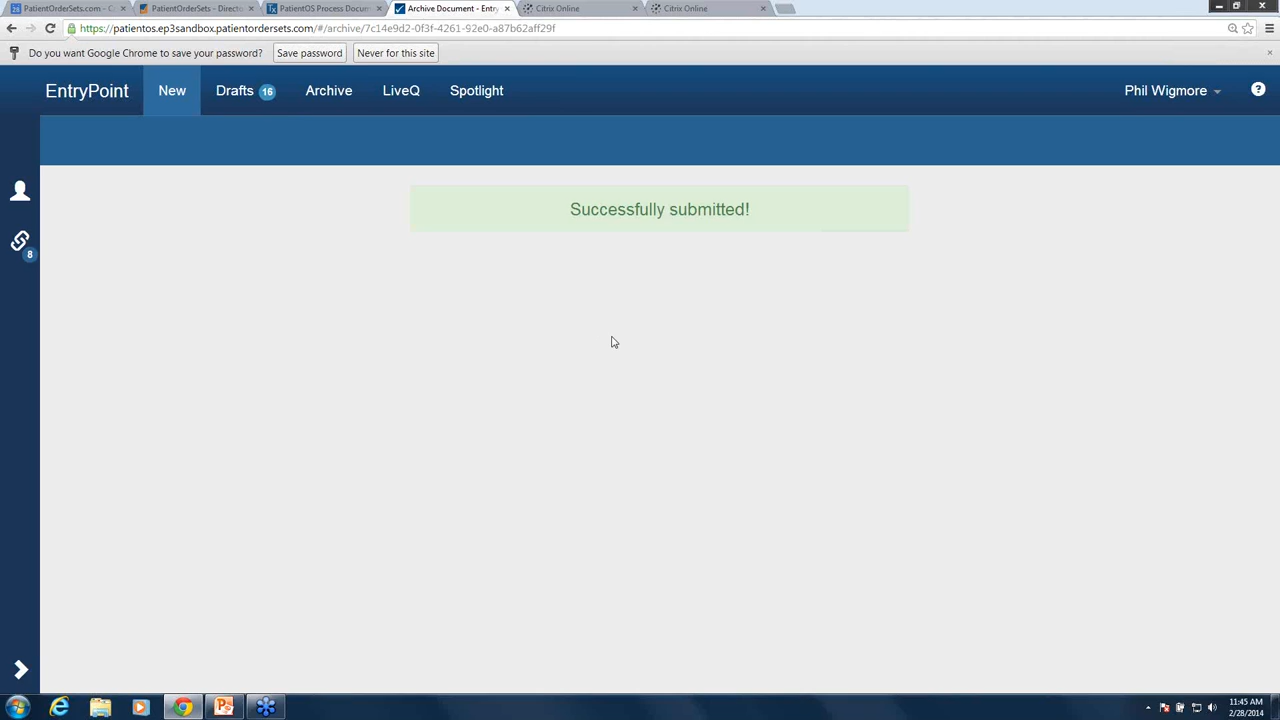 PatientOrderSets.com - C
PatientOrderSets - Direct
PatientOS Process Docum
Archive Document - Entry
Citrix Online
Citrix Online
https://patientos.ep3sandbox.patientordersets.com/#/archive/7c14e9d2-0f3f-4261-92e0-a87b62aff29f
Do you want Google Chrome to save your password?
Save password
Never for this site
EntryPoint
New
Drafts 16
Archive
LiveQ
Spotlight
Phil Wigmore
Successfully submitted!
8
11:45 AM
2/28/2014